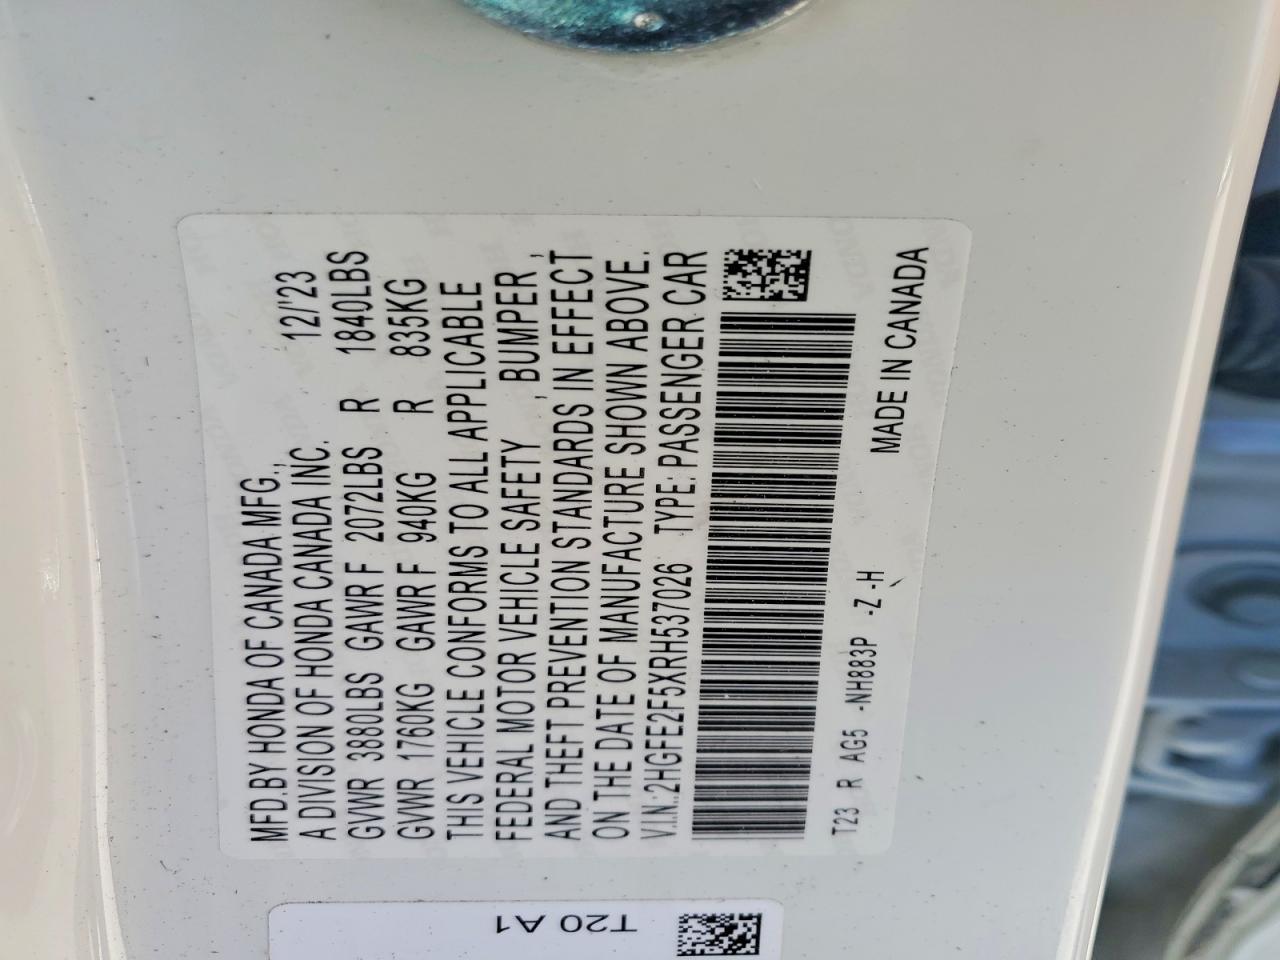 MFD.BY HONDA OF CANADA MFG.,
A DIVISION OF HONDA CANADA INC. 12/'23
GVWR 3880LBS GAWR F 2072LBS R 1840LBS
GVWR 1760KG GAWR F 940KG R 835KG
THIS VEHICLE CONFORMS TO ALL APPLICABLE
FEDERAL MOTOR VEHICLE SAFETY , BUMPER ,
AND THEFT PREVENTION STANDARDS IN EFFECT
ON THE DATE OF MANUFACTURE SHOWN ABOVE.
V.I.N.:2HGFE2F5XRH537026 TYPE: PASSENGER CAR
T23 R AG5 -NH883P -Z -H
MADE IN CANADA
T20 A1